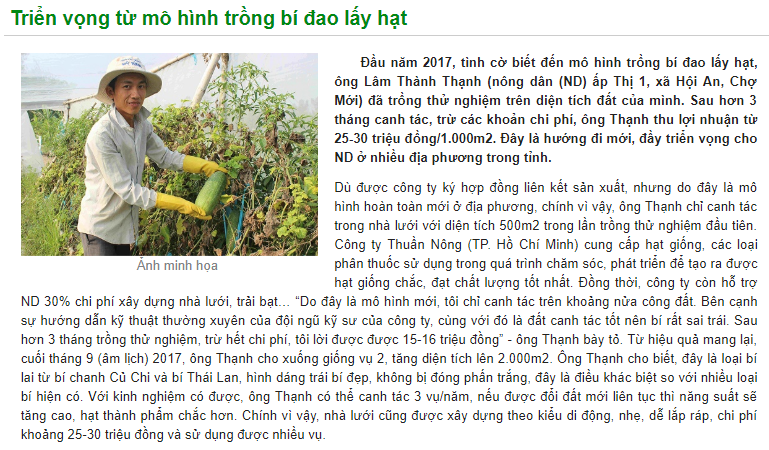 Triển vọng từ mô hình trồng bí đao lấy hạt
Đầu năm 2017, tình cờ biết đến mô hình trồng bí đao lấy hạt,
ông Lâm Thành Thạnh (nông dân (ND) ấp Thị 1, xã Hội An, Chợ
Mới) đã trồng thử nghiệm trên diện tích đất của mình. Sau hơn 3
tháng canh tác, trừ các khoản chi phí, ông Thạnh thu lợi nhuận từ
25-30 triệu đồng/1.000m2. Đây là hướng đi mới, đầy triển vọng cho
ND ở nhiều địa phương trong tỉnh.
Ảnh minh họa
Dù được công ty ký hợp đồng liên kết sản xuất, nhưng do đây là mô
hình hoàn toàn mới ở địa phương, chính vì vậy, ông Thạnh chỉ canh tác
trong nhà lưới với diện tích 500m2 trong lần trồng thử nghiệm đầu tiên.
Công ty Thuần Nông (TP. Hồ Chí Minh) cung cấp hạt giống, các loại
phân thuốc sử dụng trong quá trình chăm sóc, phát triển để tạo ra được
hạt giống chắc, đạt chất lượng tốt nhất. Đồng thời, công ty còn hỗ trợ
ND 30% chi phí xây dựng nhà lưới, trải bạt… “Do đây là mô hình mới, tôi chỉ canh tác trên khoảng nửa công đất. Bên cạnh
sự hướng dẫn kỹ thuật thường xuyên của đội ngũ kỹ sư của công ty, cùng với đó là đất canh tác tốt nên bí rất sai trái. Sau
hơn 3 tháng trồng thử nghiệm, trừ hết chi phí, tôi lời được được 15-16 triệu đồng” - ông Thạnh bày tỏ. Từ hiệu quả mang lại,
cuối tháng 9 (âm lịch) 2017, ông Thạnh cho xuống giống vụ 2, tăng diện tích lên 2.000m2. Ông Thạnh cho biết, đây là loại bí
lai từ bí chanh Củ Chi và bí Thái Lan, hình dáng trái bí đẹp, không bị đóng phấn trắng, đây là điều khác biệt so với nhiều loại
bí hiện có. Với kinh nghiệm có được, ông Thạnh có thể canh tác 3 vụ/năm, nếu được đổi đất mới liên tục thì năng suất sẽ
tăng cao, hạt thành phẩm chắc hơn. Chính vì vậy, nhà lưới cũng được xây dựng theo kiểu di động, nhẹ, dễ lắp ráp, chi phí
khoảng 25-30 triệu đồng và sử dụng được nhiều vụ.